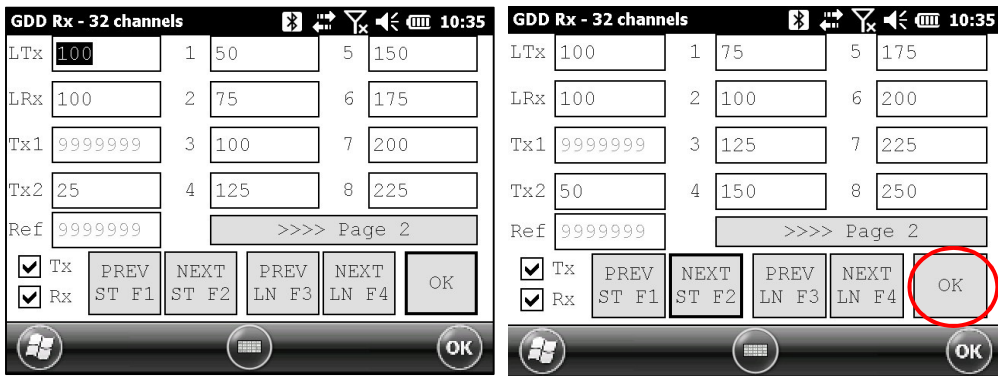 GDD Rx - 32 channels 10:35
LTx 100 1 50 5 150
LRx 100 2 75 6 175
Tx1 9999999 3 100 7 200
Tx2 25 4 125 8 225
Ref 9999999 >>>> Page 2
Tx PREV NEXT PREV NEXT OK
Rx ST F1 ST F2 LN F3 LN F4
OK
GDD Rx - 32 channels 10:35
LTx 100 1 75 5 175
LRx 100 2 100 6 200
Tx1 9999999 3 125 7 225
Tx2 50 4 150 8 250
Ref 9999999 >>>> Page 2
Tx PREV NEXT PREV NEXT OK
Rx ST F1 ST F2 LN F3 LN F4
OK